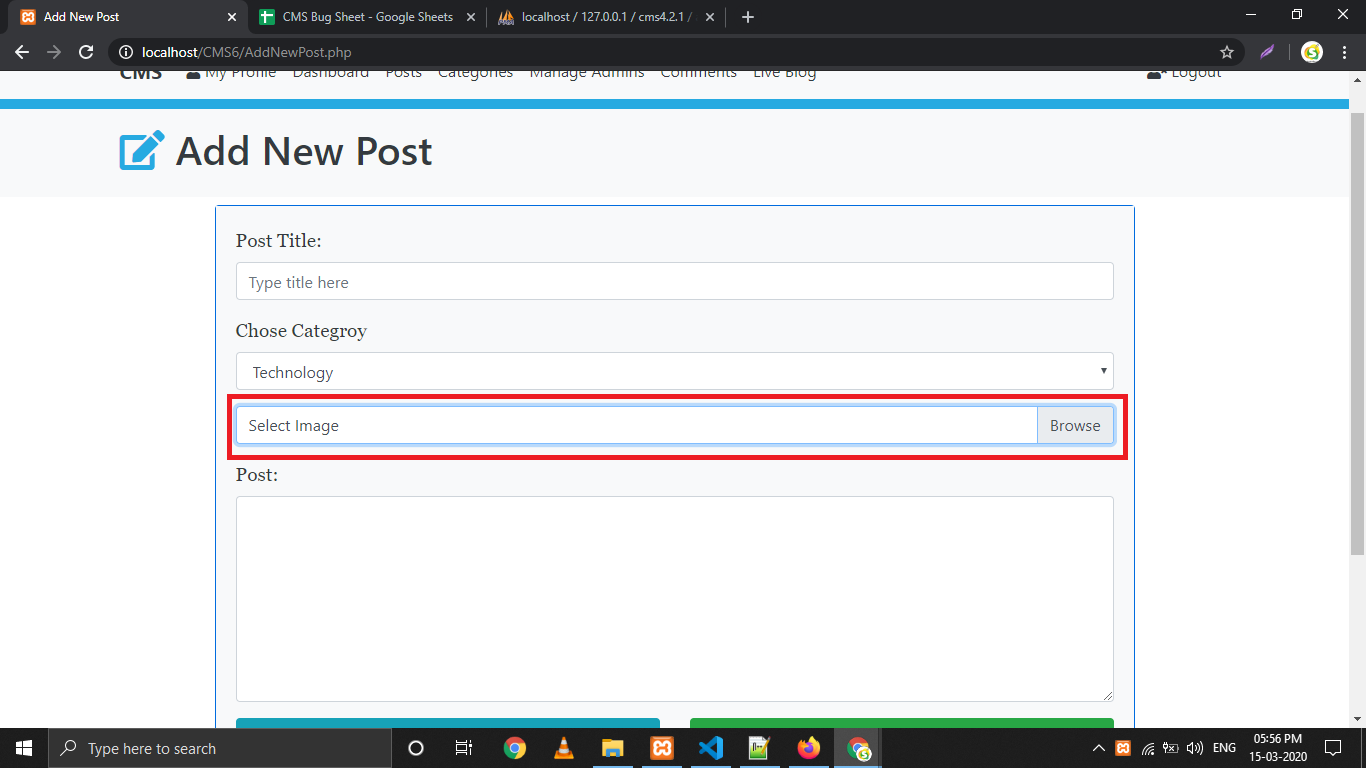 Add New Post
CMS Bug Sheet - Google Sheets
localhost / 127.0.0.1 / cms4.2.1 /
localhost/CMS6/AddNewPost.php
CMS My Profile Dashboard Posts Categories Manage Admins Comments Live Blog Logout
Add New Post
Post Title:
Type title here
Chose Categroy
Technology
Select Image Browse
Post:
Type here to search
ENG
05:56 PM
15-03-2020